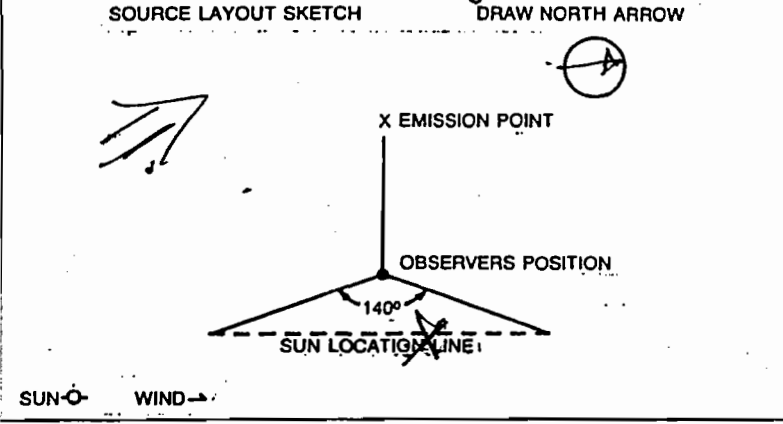 SOURCE LAYOUT SKETCH DRAW NORTH ARROW
X EMISSION POINT
OBSERVERS POSITION
140°
SUN LOCATION LINE
SUN WIND